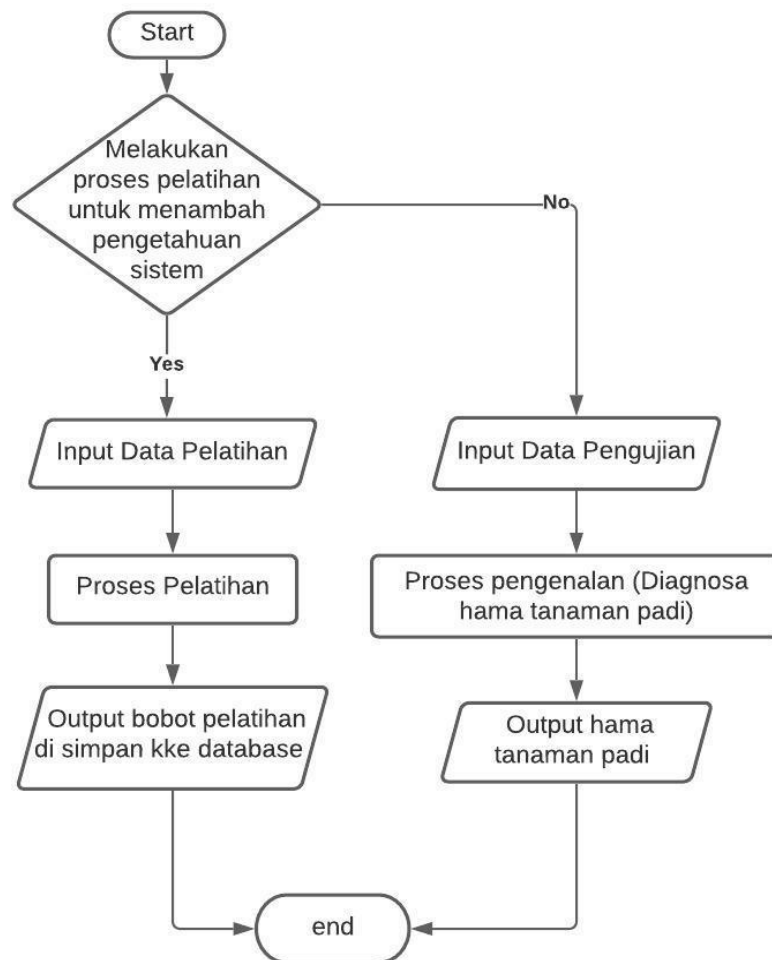 Start
Melakukan
proses pelatihan
untuk menambah
pengetahuan
sistem
No
Yes
Input Data Pelatihan
Input Data Pengujian
Proses Pelatihan
Proses pengenalan (Diagnosa
hama tanaman padi)
Output bobot pelatihan
di simpan kke database
Output hama
tanaman padi
end